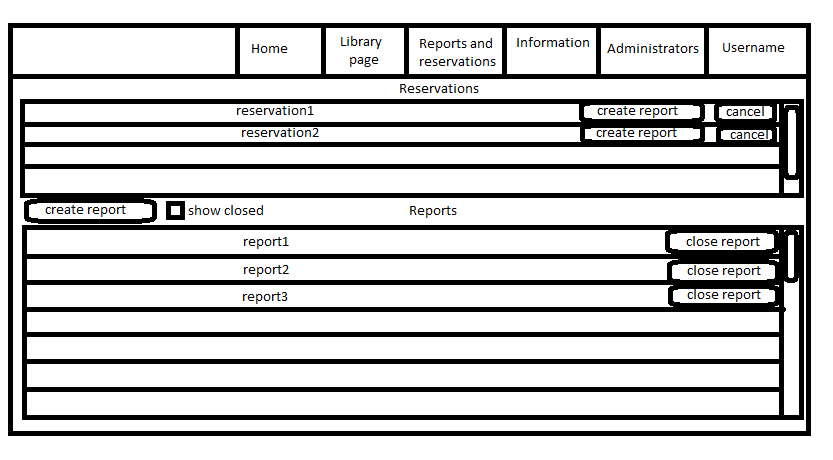 Home
Library
page
Reports and
reservations
Information
Administrators
Username
Reservations
reservation1 create report cancel
reservation2 create report cancel
create report show closed Reports
report1 close report
report2 close report
report3 close report